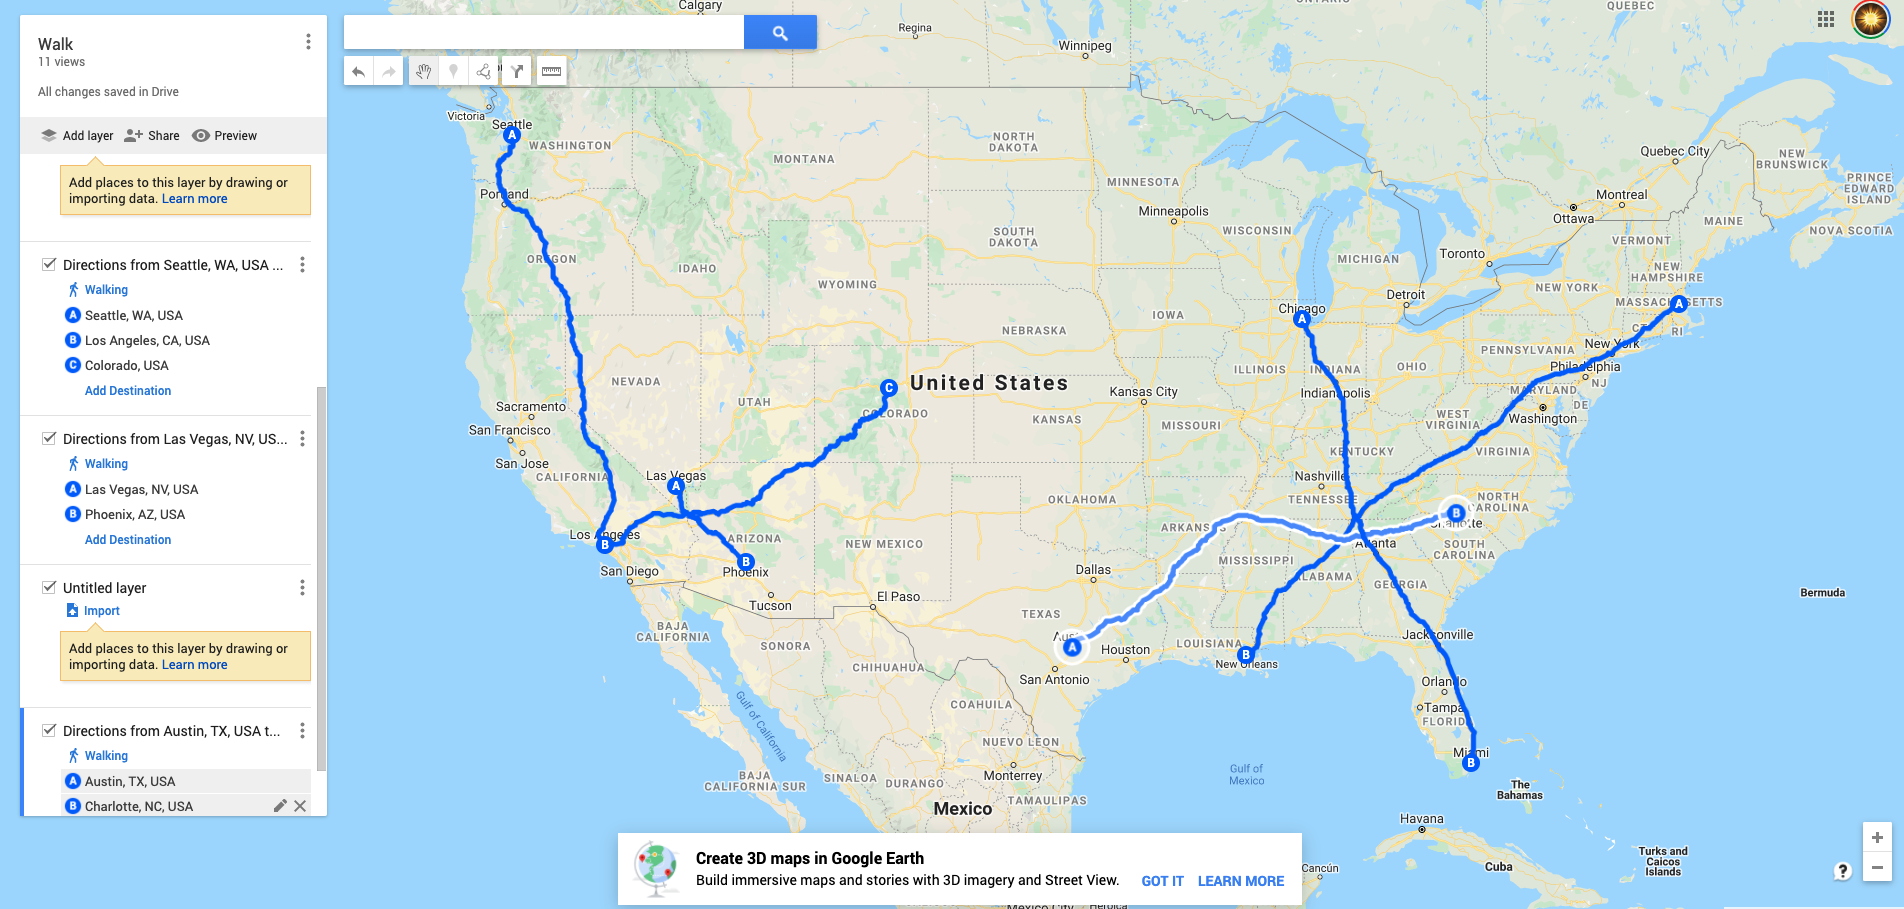 Walk
11 views
All changes saved in Drive
Add layer
Share
Preview
Add places to this layer by drawing or
importing data. Learn more
Directions from Seattle, WA, USA ...
Walking
A Seattle, WA, USA
B Los Angeles, CA, USA
C Colorado, USA
Add Destination
Directions from Las Vegas, NV, US...
Walking
A Las Vegas, NV, USA
B Phoenix, AZ, USA
Add Destination
Untitled layer
Import
Add places to this layer by drawing or
importing data. Learn more
Directions from Austin, TX, USA t...
Walking
A Austin, TX, USA
B Charlotte, NC, USA
Calgary
Regina
Winnipeg
ONTARIO
QUEBEC
Victoria
Seattle
A
WASHINGTON
Portland
OREGON
IDAHO
MONTANA
NORTH
DAKOTA
SOUTH
DAKOTA
MINNESOTA
Minneapolis
WISCONSIN
MICHIGAN
Quebec City
Montreal
Ottawa
Toronto
NEW
BRUNSWICK
PRINCE
EDWARD
ISLAND
NOVA SCOTIA
MAINE
VERMONT
NEW
HAMPSHIRE
MASSACHUSETTS
A
CT
RI
NEW YORK
New York
Detroit
Chicago
A
WYOMING
NEBRASKA
IOWA
ILLINOIS
INDIANA
OHIO
PENNSYLVANIA
Philadelphia
NJ
MARYLAND
DE
Washington
Indianapolis
WEST
VIRGINIA
VIRGINIA
KENTUCKY
NEVADA
UTAH
C
COLORADO
United States
KANSAS
Kansas City
MISSOURI
Sacramento
San Francisco
San Jose
CALIFORNIA
Las Vegas
A
Los Angeles
B
San Diego
ARIZONA
B
Phoenix
Tucson
NEW MEXICO
El Paso
OKLAHOMA
ARKANSAS
Nashville
TENNESSEE
NORTH
CAROLINA
Charlotte
B
SOUTH
CAROLINA
Atlanta
MISSISSIPPI
ALABAMA
GEORGIA
Dallas
TEXAS
Austin
A
Houston
San Antonio
LOUISIANA
B
New Orleans
Jacksonville
Orlando
Tampa
FLORIDA
Miami
B
Bermuda
BAJA
CALIFORNIA
SONORA
CHIHUAHUA
Gulf of California
COAHUILA
NUEVO LEON
BAJA
CALIFORNIA SUR
SINALOA
DURANGO
Monterrey
TAMAULIPAS
Mexico
Gulf of
Mexico
The
Bahamas
Havana
Cuba
Turks and
Caicos
Islands
Cancún
Mexico City
Heroica
Create 3D maps in Google Earth
Build immersive maps and stories with 3D imagery and Street View.
GOT IT
LEARN MORE
+
−
?